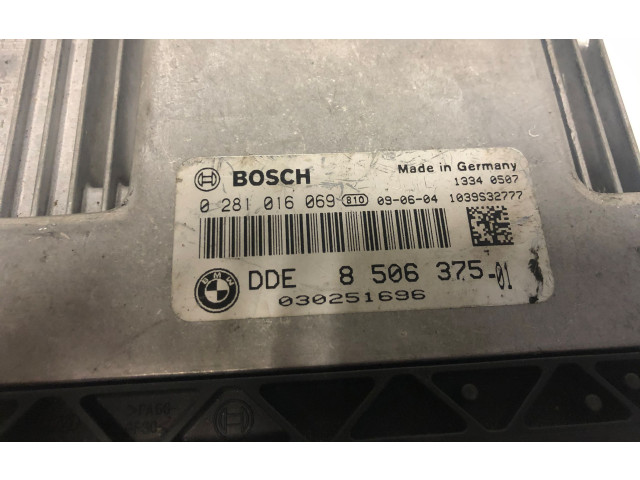 BOSCH
Made in Germany
1334 0507
0 281 016 069 810 09-06-04 1039S32777
BMW DDE 8 506 375-01
030251696